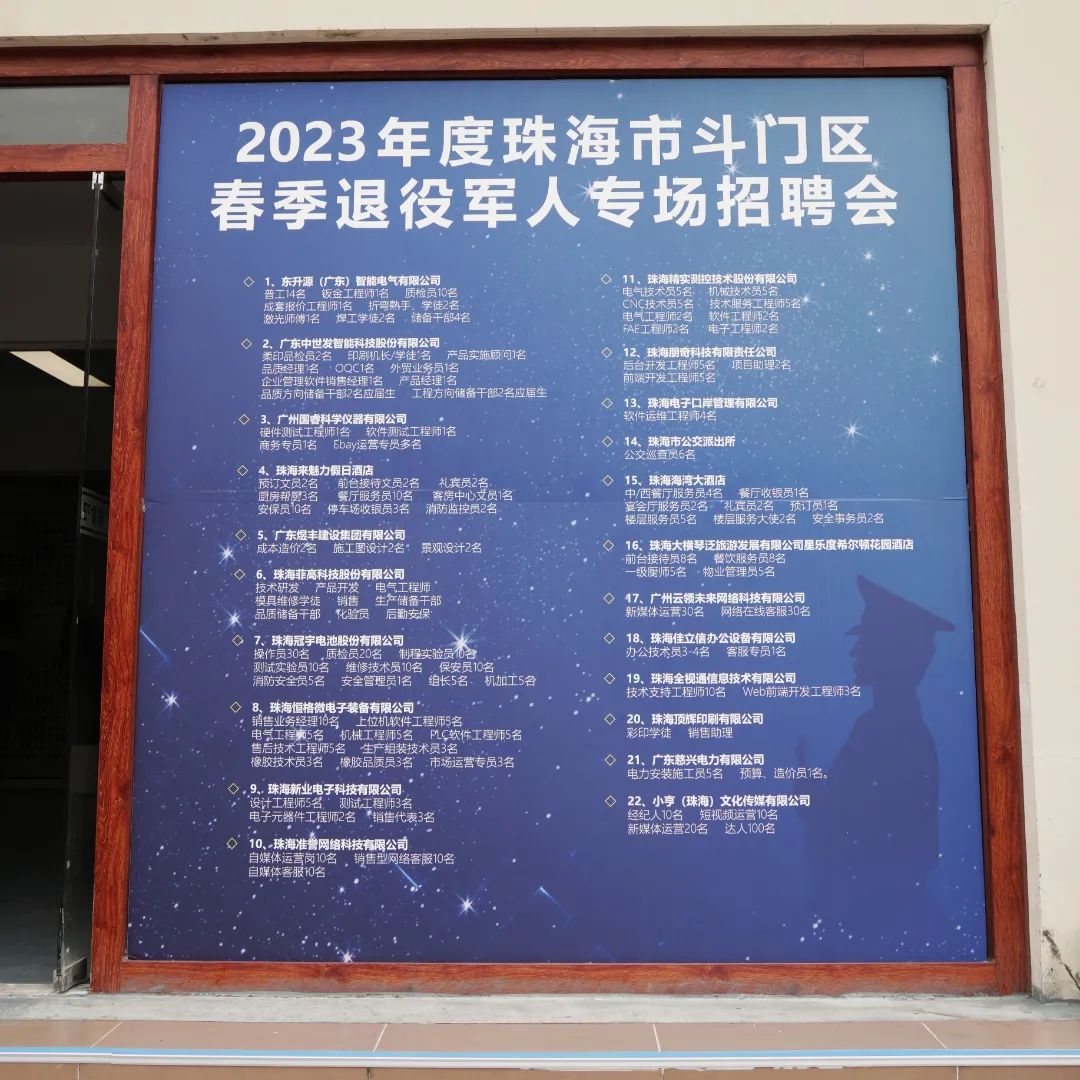 2023年度珠海市斗门区
春季退役军人专场招聘会
1、东升源（广东）智能电气有限公司
普工14名 钣金工程师1名 质检员10名
成套报价工程师1名 折弯熟手、学徒2名
激光师傅1名 焊工学徒2名 储备干部4名
2、广东中世发智能科技股份有限公司
柔印品检员2名 印刷机长/学徒1名 产品实施顾问1名
品质经理1名 OQC1名 外贸业务员1名
企业管理软件销售经理1名 产品经理1名
品质方向储备干部2名应届生 工程方向储备干部2名应届生
3、广州国睿科学仪器有限公司
硬件测试工程师1名 软件测试工程师1名
商务专员1名 Ebay运营专员多名
4、珠海来魅力假日酒店
预订文员2名 前台接待文员2名 礼宾员2名
厨房帮厨3名 餐厅服务员10名 客房中心文员1名
安保员10名 停车场收银员3名 消防监控员2名
5、广东煜丰建设集团有限公司
成本造价2名 施工图设计2名 景观设计2名
6、珠海菲高科技股份有限公司
技术研发 产品开发 电气工程师
模具维修学徒 销售 生产储备干部
品质储备干部 化验员 后勤安保
7、珠海冠宇电池股份有限公司
操作员30名 质检员20名 制程实验员10名
测试实验员10名 维修技术员10名 保安员10名
消防安全员5名 安全管理员1名 组长5名 机加工5名
8、珠海恒格微电子装备有限公司
销售业务经理10名 上位机软件工程师5名
电气工程师5名 机械工程师5名 PLC软件工程师5名
售后技术工程师5名 生产组装技术员3名
橡胶技术员3名 橡胶品质员3名 市场运营专员3名
9、珠海新业电子科技有限公司
设计工程师5名 测试工程师3名
电子元器件工程师2名 销售代表3名
10、珠海准誉网络科技有限公司
自媒体运营岗10名 销售型网络客服10名
自媒体客服10名
11、珠海精实测控技术股份有限公司
电气技术员5名 机械技术员5名
CNC技术员5名 技术服务工程师5名
电气工程师2名 软件工程师2名
FAE工程师2名 电子工程师2名
12、珠海朋奇科技有限责任公司
后台开发工程师5名 项目助理2名
前端开发工程师5名
13、珠海电子口岸管理有限公司
软件运维工程师4名
14、珠海市公交派出所
公交巡查员6名
15、珠海海湾大酒店
中/西餐厅服务员4名 餐厅收银员1名
宴会厅服务员2名 礼宾员2名 预订员1名
楼层服务员5名 楼层服务大使2名 安全事务员2名
16、珠海大横琴泛旅游发展有限公司星乐度希尔顿花园酒店
前台接待员8名 餐饮服务员8名
一级厨师5名 物业管理员5名
17、广州云领未来网络科技有限公司
新媒体运营30名 网络在线客服30名
18、珠海佳立信办公设备有限公司
办公技术员3-4名 客服专员1名
19、珠海全视通信息技术有限公司
技术支持工程师10名 Web前端开发工程师3名
20、珠海顶辉印刷有限公司
彩印学徒 销售助理
21、广东慈兴电力有限公司
电力安装施工员5名 预算、造价员1名。
22、小亨（珠海）文化传媒有限公司
经纪人10名 短视频运营10名
新媒体运营20名 达人100名